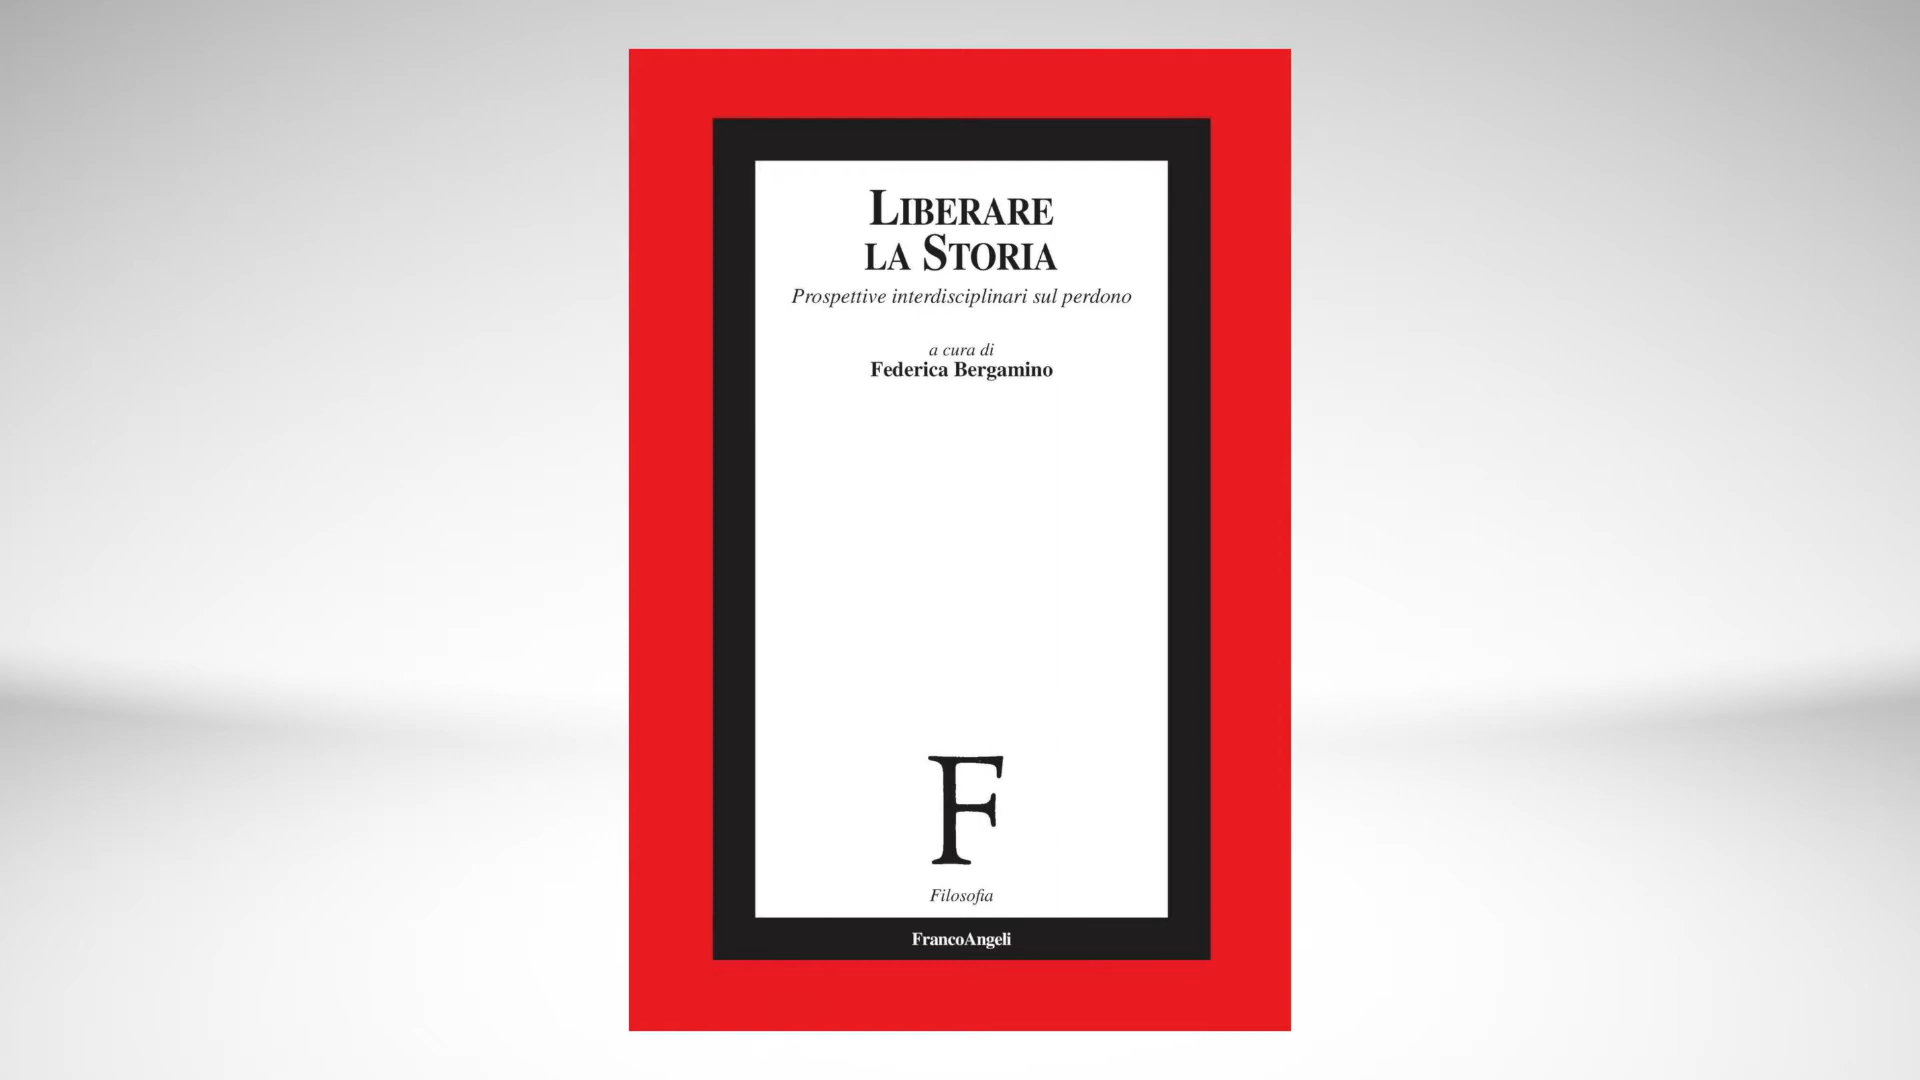 LIBERARE
LA STORIA
Prospettive interdisciplinari sul perdono
a cura di
Federica Bergamino
F
Filosofia
FrancoAngeli